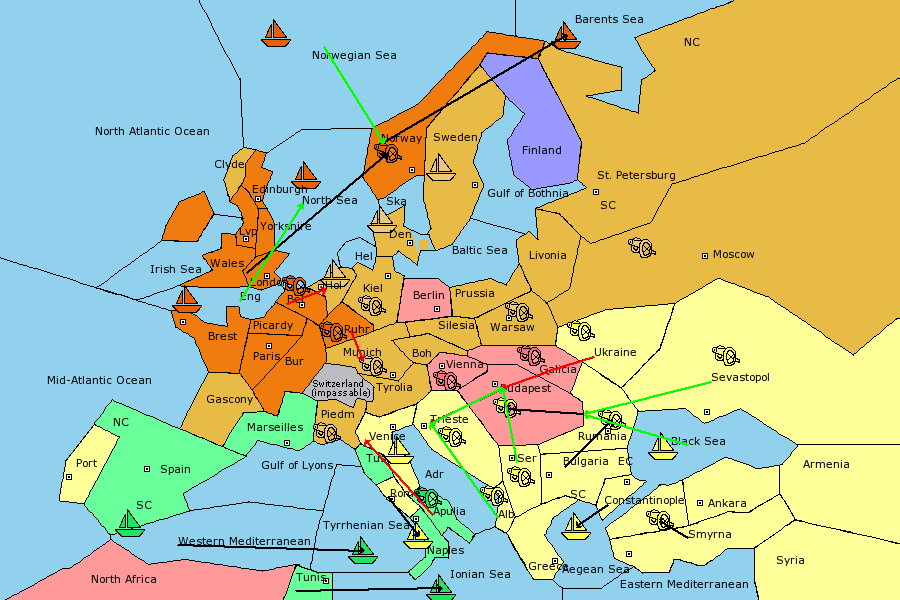 Barents Sea
NC
Norwegian Sea
North Atlantic Ocean
Norway
Sweden
Finland
Clyde
St. Petersburg
Edinburgh
Gulf of Bothnia
North Sea
Ska
SC
Yorkshire
Lvp
Den
Baltic Sea
Livonia
Moscow
Hel
Irish Sea
Wales
London
Hol
Kiel
Berlin
Prussia
Eng
Bel
Picardy
Brest
Ruhr
Silesia
Warsaw
Paris
Bur
Munich
Boh
Ukraine
Vienna
Galicia
Mid-Atlantic Ocean
Switzerland
(impassable)
Tyrolia
Budapest
Sevastopol
Gascony
Piedm
NC
Marseilles
Trieste
Venice
Rumania
Black Sea
Port
Spain
Gulf of Lyons
Tus
Ser
Bulgaria
EC
Armenia
Adr
SC
Rome
SC
Constantinople
Ankara
Apulia
Alb
Tyrrhenian Sea
Smyrna
Western Mediterranean
Naples
Greece
Aegean Sea
Syria
North Africa
Tunis
Ionian Sea
Eastern Mediterranean